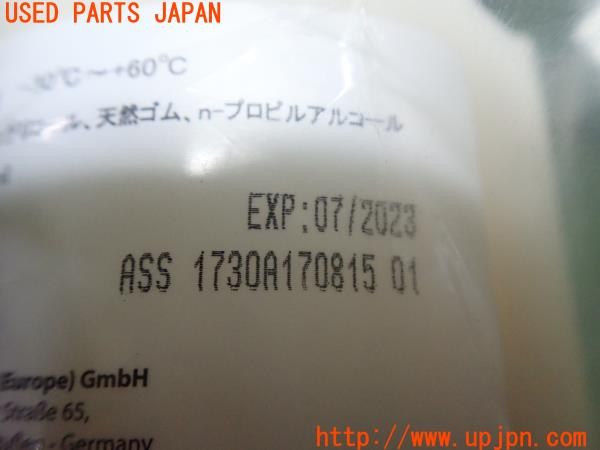 USED PARTS JAPAN
-30℃～+60℃
天然ゴム、n-プロピルアルコール
EXP:07/2023
ASS 1730A170815 01
Europe) GmbH
Straße 65,
Germany
http://www.upjpn.com